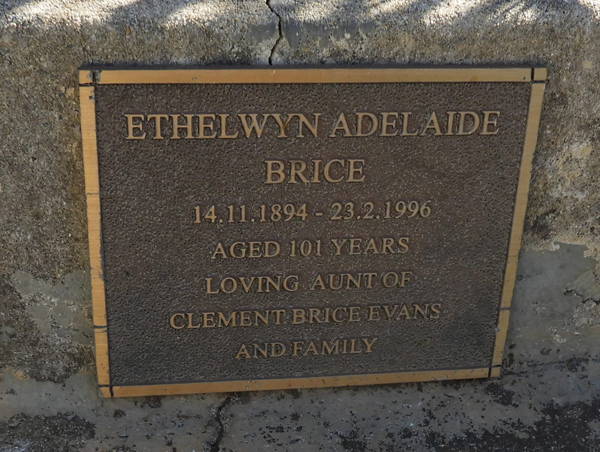 ETHELWYN ADELAIDE
BRICE
14.11.1894 - 23.2.1996
AGED 101 YEARS
LOVING AUNT OF
CLEMENT BRICE EVANS
AND FAMILY